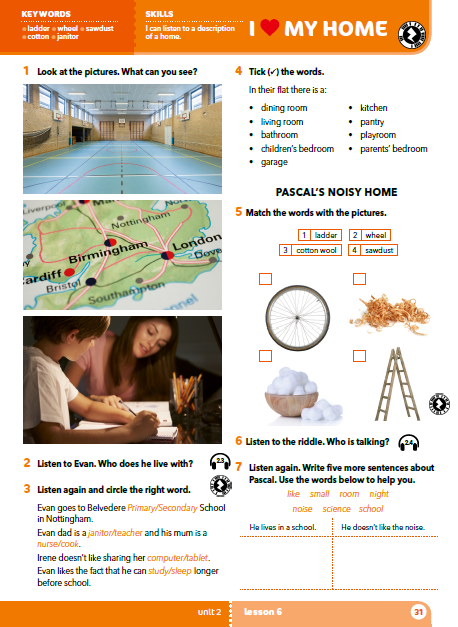 KEYWORDS
ladder wheel sawdust
cotton janitor
SKILLS
I can listen to a description
of a home.
I MY HOME
1 Look at the pictures. What can you see?
Liverpool
Nottingham
Birmingham
London
Cardiff
Bristol
Southampton
Dove
nnel
2 Listen to Evan. Who does he live with?
2.3
3 Listen again and circle the right word.
Evan goes to Belvedere Primary/Secondary School
in Nottingham.
Evan dad is a janitor/teacher and his mum is a
nurse/cook.
Irene doesn't like sharing her computer/tablet.
Evan likes the fact that he can study/sleep longer
before school.
4 Tick (✓) the words.
In their flat there is a:
• dining room
• living room
• bathroom
• children's bedroom
• garage
• kitchen
• pantry
• playroom
• parents' bedroom
PASCAL'S NOISY HOME
5 Match the words with the pictures.
1 ladder 2 wheel
3 cotton wool 4 sawdust
6 Listen to the riddle. Who is talking?
2.4
7 Listen again. Write five more sentences about
Pascal. Use the words below to help you.
like small room night
noise science school
He lives in a school. He doesn't like the noise.
unit 2 lesson 6 31